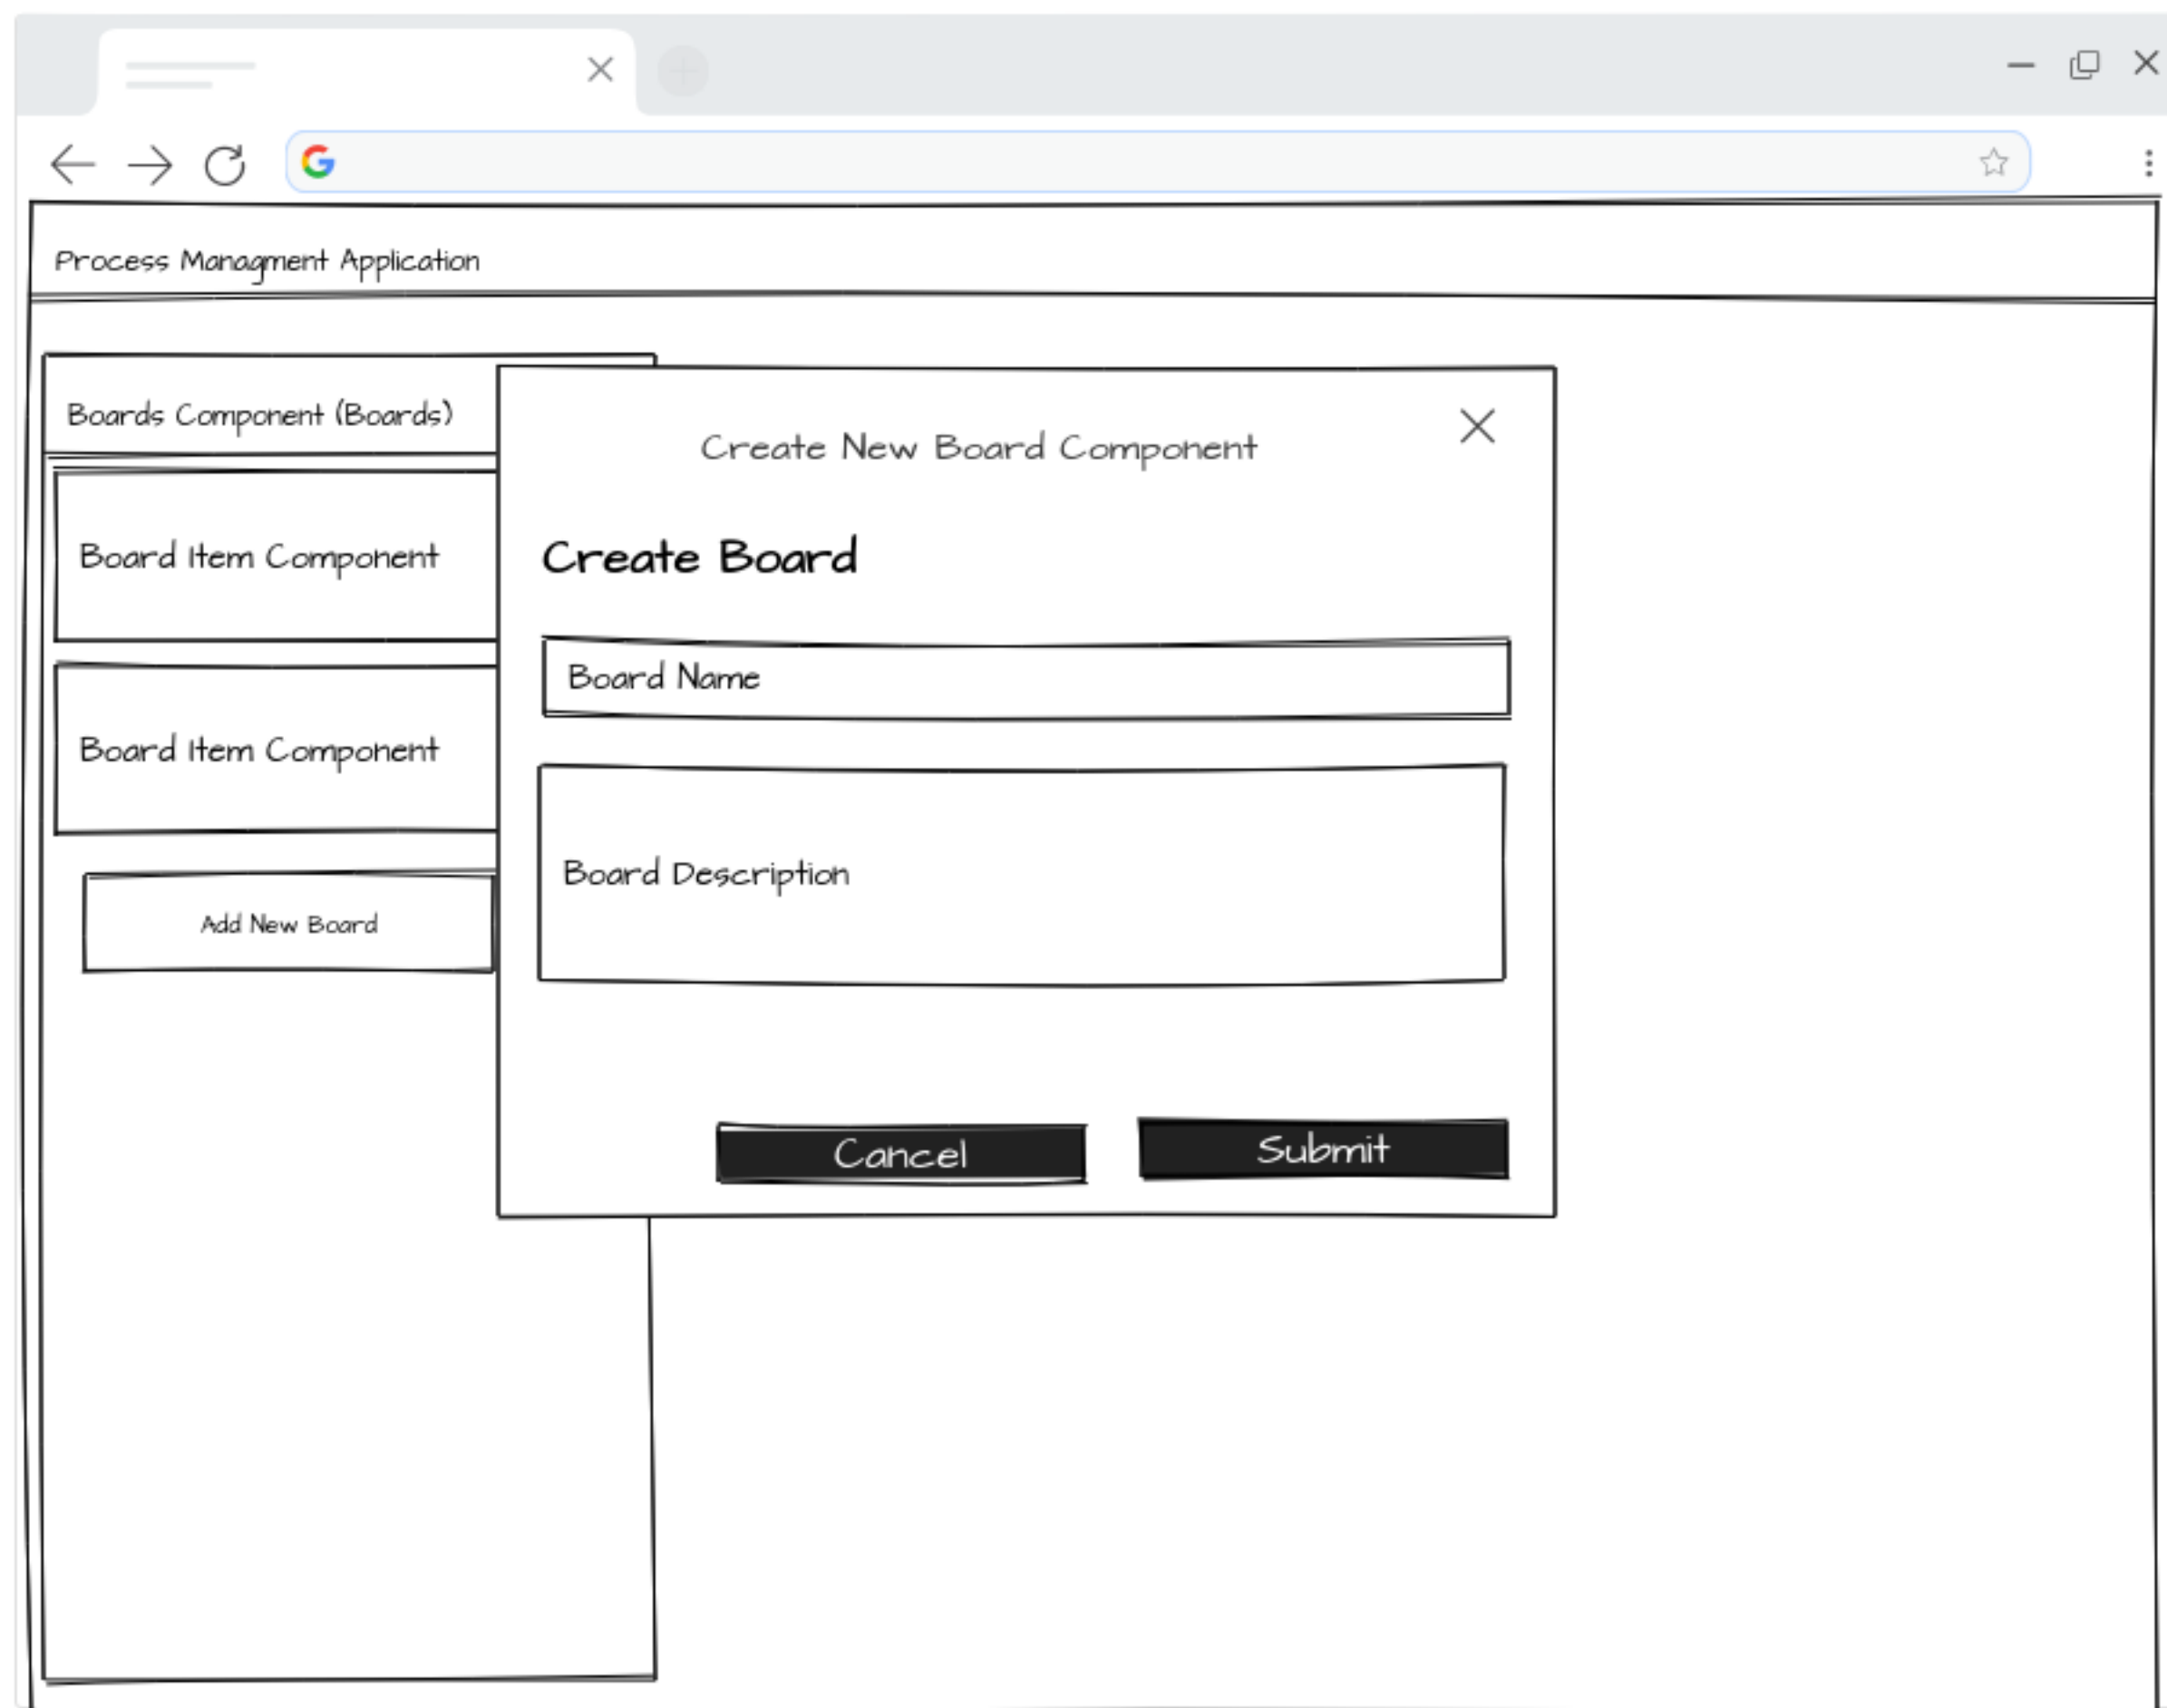 Process Managment Application
Boards Component (Boards)
Create New Board Component
Create Board
Board Item Component
Board Name
Board Item Component
Board Description
Add New Board
Cancel
Submit